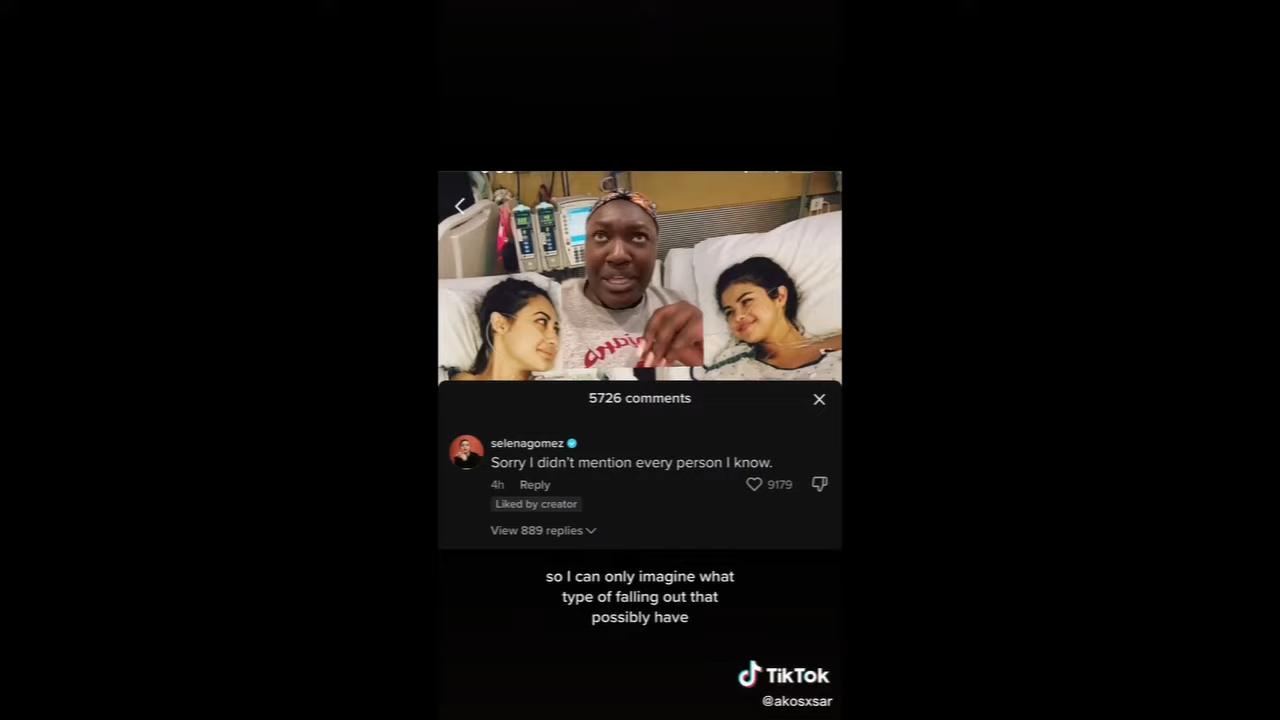 5726 comments
selenagomez
Sorry I didn't mention every person I know.
4h Reply
9179
Liked by creator
View 889 replies
so I can only imagine what
type of falling out that
possibly have
TikTok
@akosxsar